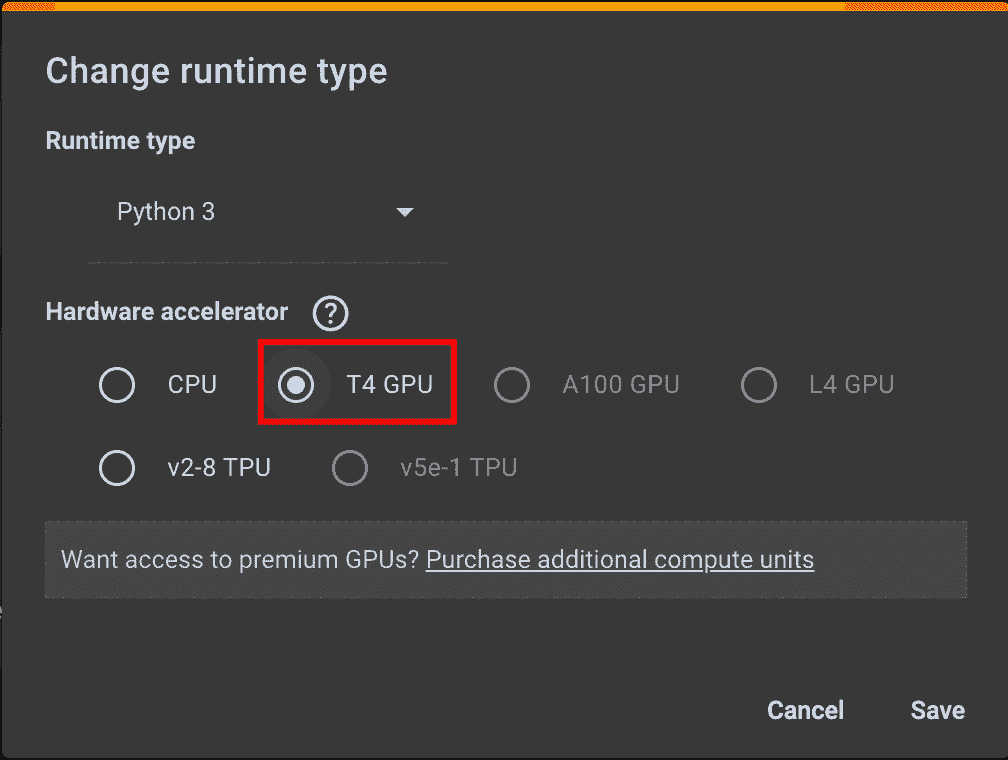 Change runtime type
Runtime type
Python 3
Hardware accelerator ?
CPU T4 GPU A100 GPU L4 GPU
v2-8 TPU v5e-1 TPU
Want access to premium GPUs? Purchase additional compute units
Cancel Save